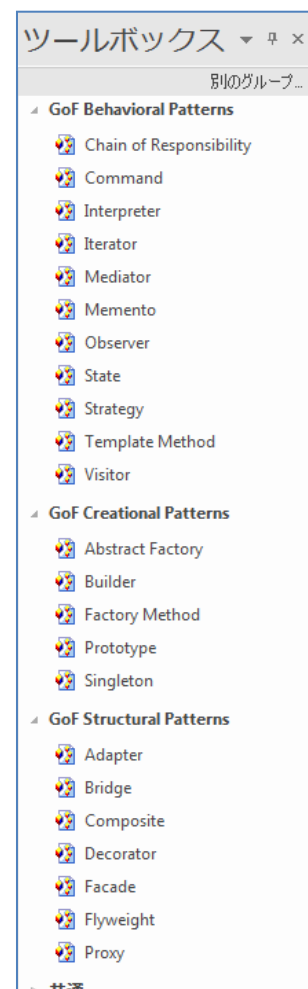 ツールボックス
別のグループ...
GoF Behavioral Patterns
Chain of Responsibility
Command
Interpreter
Iterator
Mediator
Memento
Observer
State
Strategy
Template Method
Visitor
GoF Creational Patterns
Abstract Factory
Builder
Factory Method
Prototype
Singleton
GoF Structural Patterns
Adapter
Bridge
Composite
Decorator
Facade
Flyweight
Proxy
共通